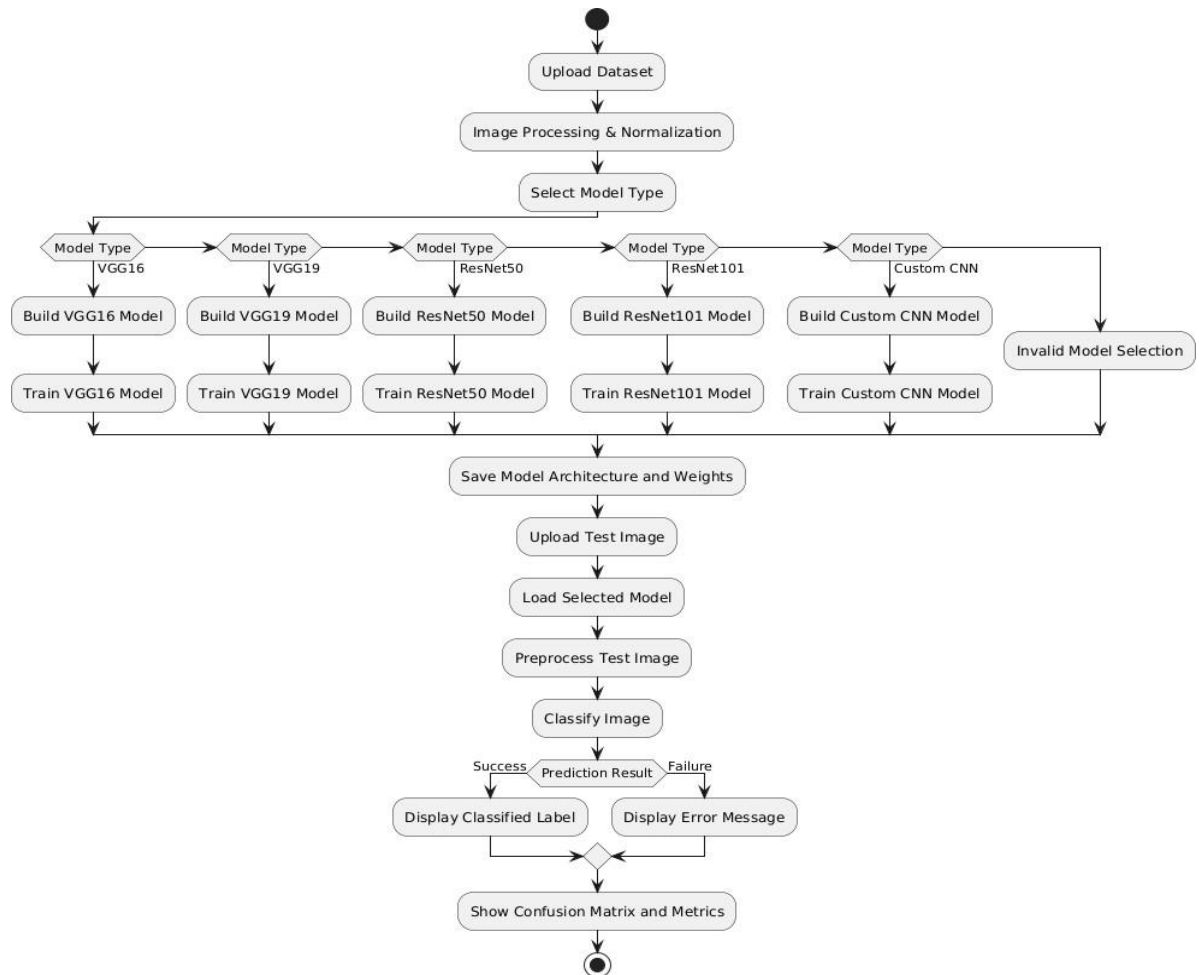 Upload Dataset
Image Processing & Normalization
Select Model Type
Model Type
Model Type
Model Type
Model Type
Model Type
VGG16
VGG19
ResNet50
ResNet101
Custom CNN
Build VGG16 Model
Build VGG19 Model
Build ResNet50 Model
Build ResNet101 Model
Build Custom CNN Model
Invalid Model Selection
Train VGG16 Model
Train VGG19 Model
Train ResNet50 Model
Train ResNet101 Model
Train Custom CNN Model
Save Model Architecture and Weights
Upload Test Image
Load Selected Model
Preprocess Test Image
Classify Image
Success
Prediction Result
Failure
Display Classified Label
Display Error Message
Show Confusion Matrix and Metrics